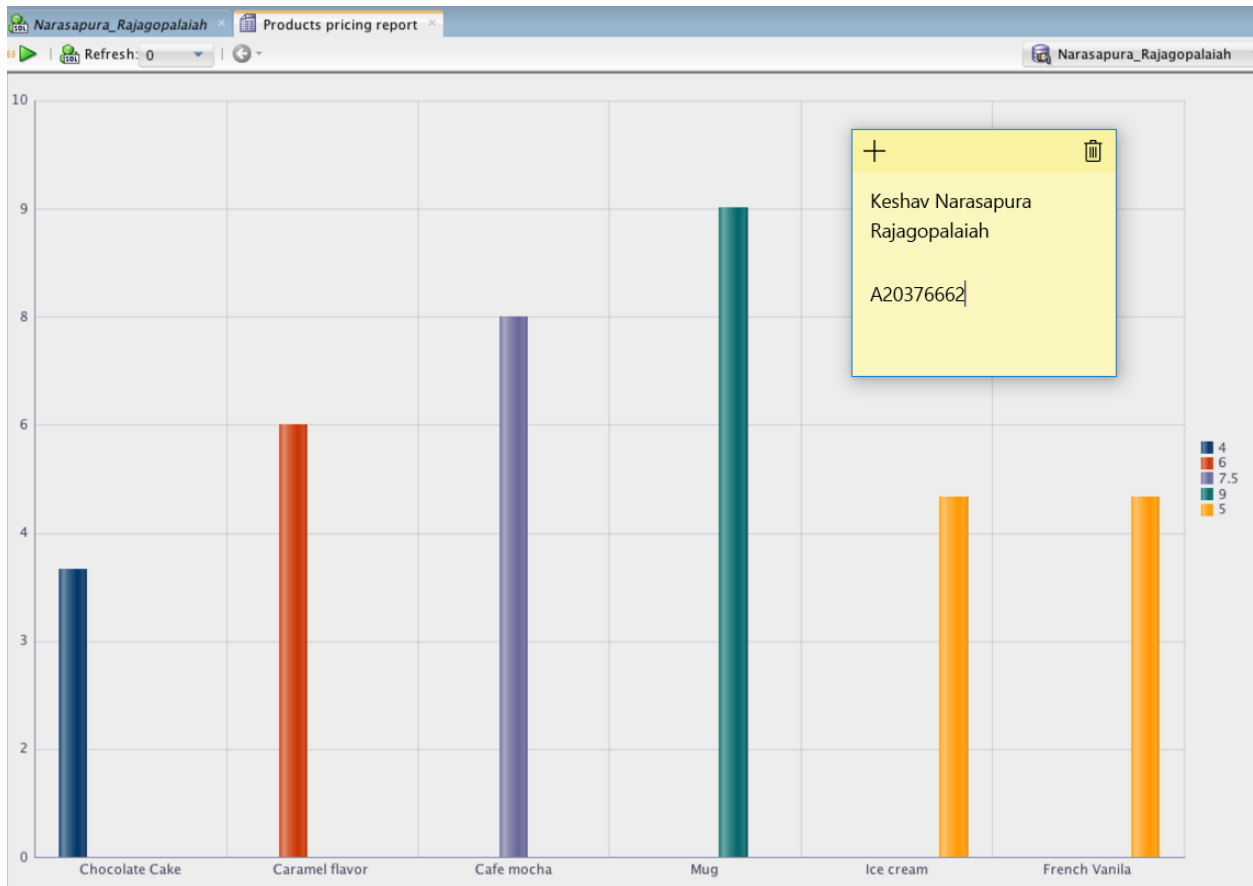 Narasapura_Rajagopalaiah
Products pricing report
Refresh: 0
Narasapura_Rajagopalaiah
10
9
8
6
4
3
2
0
Keshav Narasapura
Rajagopalaiah
A20376662
4
6
7.5
9
5
Chocolate Cake
Caramel flavor
Cafe mocha
Mug
Ice cream
French Vanila